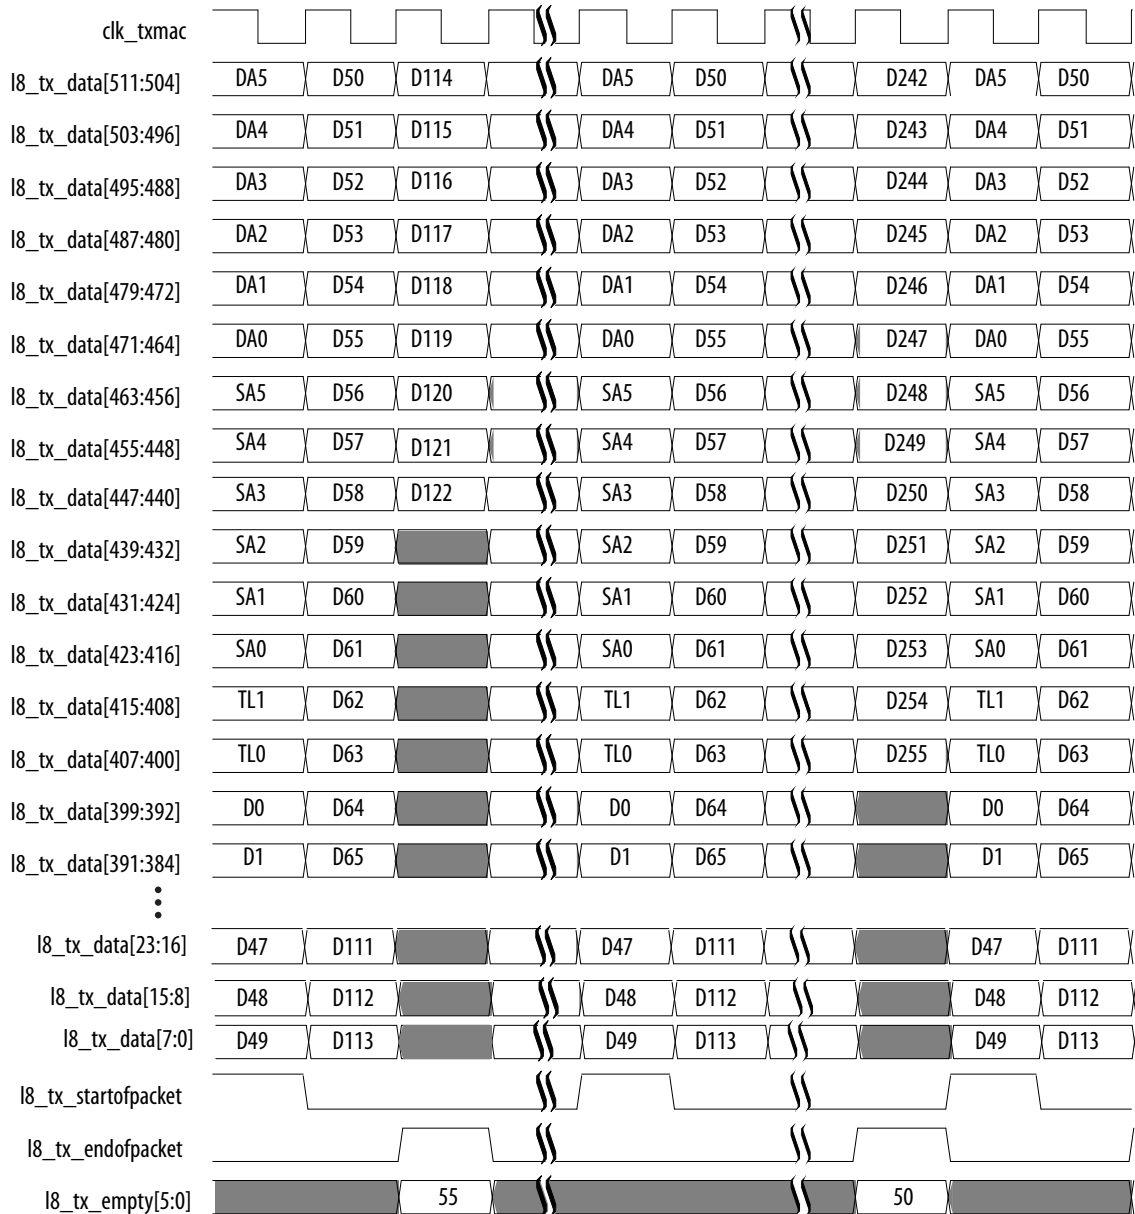 clk_txmac
l8_tx_data[511:504] DA5 D50 D114 DA5 D50 D242 DA5 D50
l8_tx_data[503:496] DA4 D51 D115 DA4 D51 D243 DA4 D51
l8_tx_data[495:488] DA3 D52 D116 DA3 D52 D244 DA3 D52
l8_tx_data[487:480] DA2 D53 D117 DA2 D53 D245 DA2 D53
l8_tx_data[479:472] DA1 D54 D118 DA1 D54 D246 DA1 D54
l8_tx_data[471:464] DA0 D55 D119 DA0 D55 D247 DA0 D55
l8_tx_data[463:456] SA5 D56 D120 SA5 D56 D248 SA5 D56
l8_tx_data[455:448] SA4 D57 D121 SA4 D57 D249 SA4 D57
l8_tx_data[447:440] SA3 D58 D122 SA3 D58 D250 SA3 D58
l8_tx_data[439:432] SA2 D59 SA2 D59 D251 SA2 D59
l8_tx_data[431:424] SA1 D60 SA1 D60 D252 SA1 D60
l8_tx_data[423:416] SA0 D61 SA0 D61 D253 SA0 D61
l8_tx_data[415:408] TL1 D62 TL1 D62 D254 TL1 D62
l8_tx_data[407:400] TL0 D63 TL0 D63 D255 TL0 D63
l8_tx_data[399:392] D0 D64 D0 D64 D0 D64
l8_tx_data[391:384] D1 D65 D1 D65 D1 D65
l8_tx_data[23:16] D47 D111 D47 D111 D47 D111
l8_tx_data[15:8] D48 D112 D48 D112 D48 D112
l8_tx_data[7:0] D49 D113 D49 D113 D49 D113
l8_tx_startofpacket
l8_tx_endofpacket
l8_tx_empty[5:0] 55 50